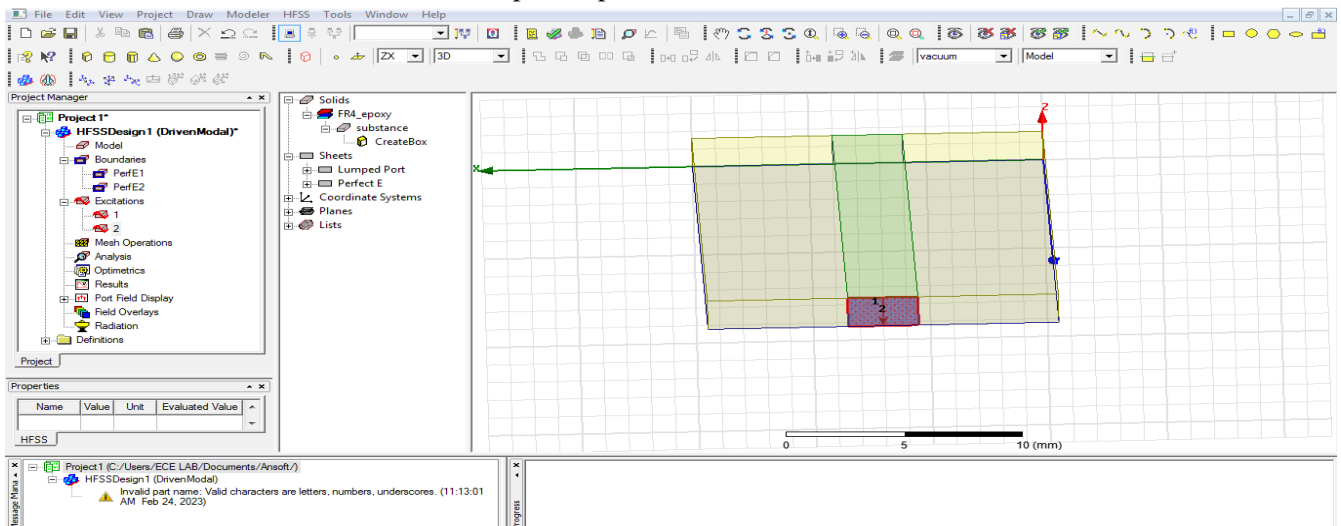 File Edit View Project Draw Modeler HFSS Tools Window Help
ZX 3D vacuum Model
Project Manager
Project 1*
HFSSDesign1 (DrivenModal)*
Model
Boundaries
PerfE1
PerfE2
Excitations
1
2
Mesh Operations
Analysis
Optimetrics
Results
Port Field Display
Field Overlays
Radiation
Definitions
Project
Solids
FR4_epoxy
substance
CreateBox
Sheets
Lumped Port
Perfect E
Coordinate Systems
Planes
Lists
Z
X
1
2
0 5 10 (mm)
Properties
Name Value Unit Evaluated Value
HFSS
Project1 (C:/Users/ECE LAB/Documents/Ansoft/)
HFSSDesign1 (DrivenModal)
Invalid part name: Valid characters are letters, numbers, underscores. (11:13:01
AM Feb 24, 2023)
Message Mana
Progress